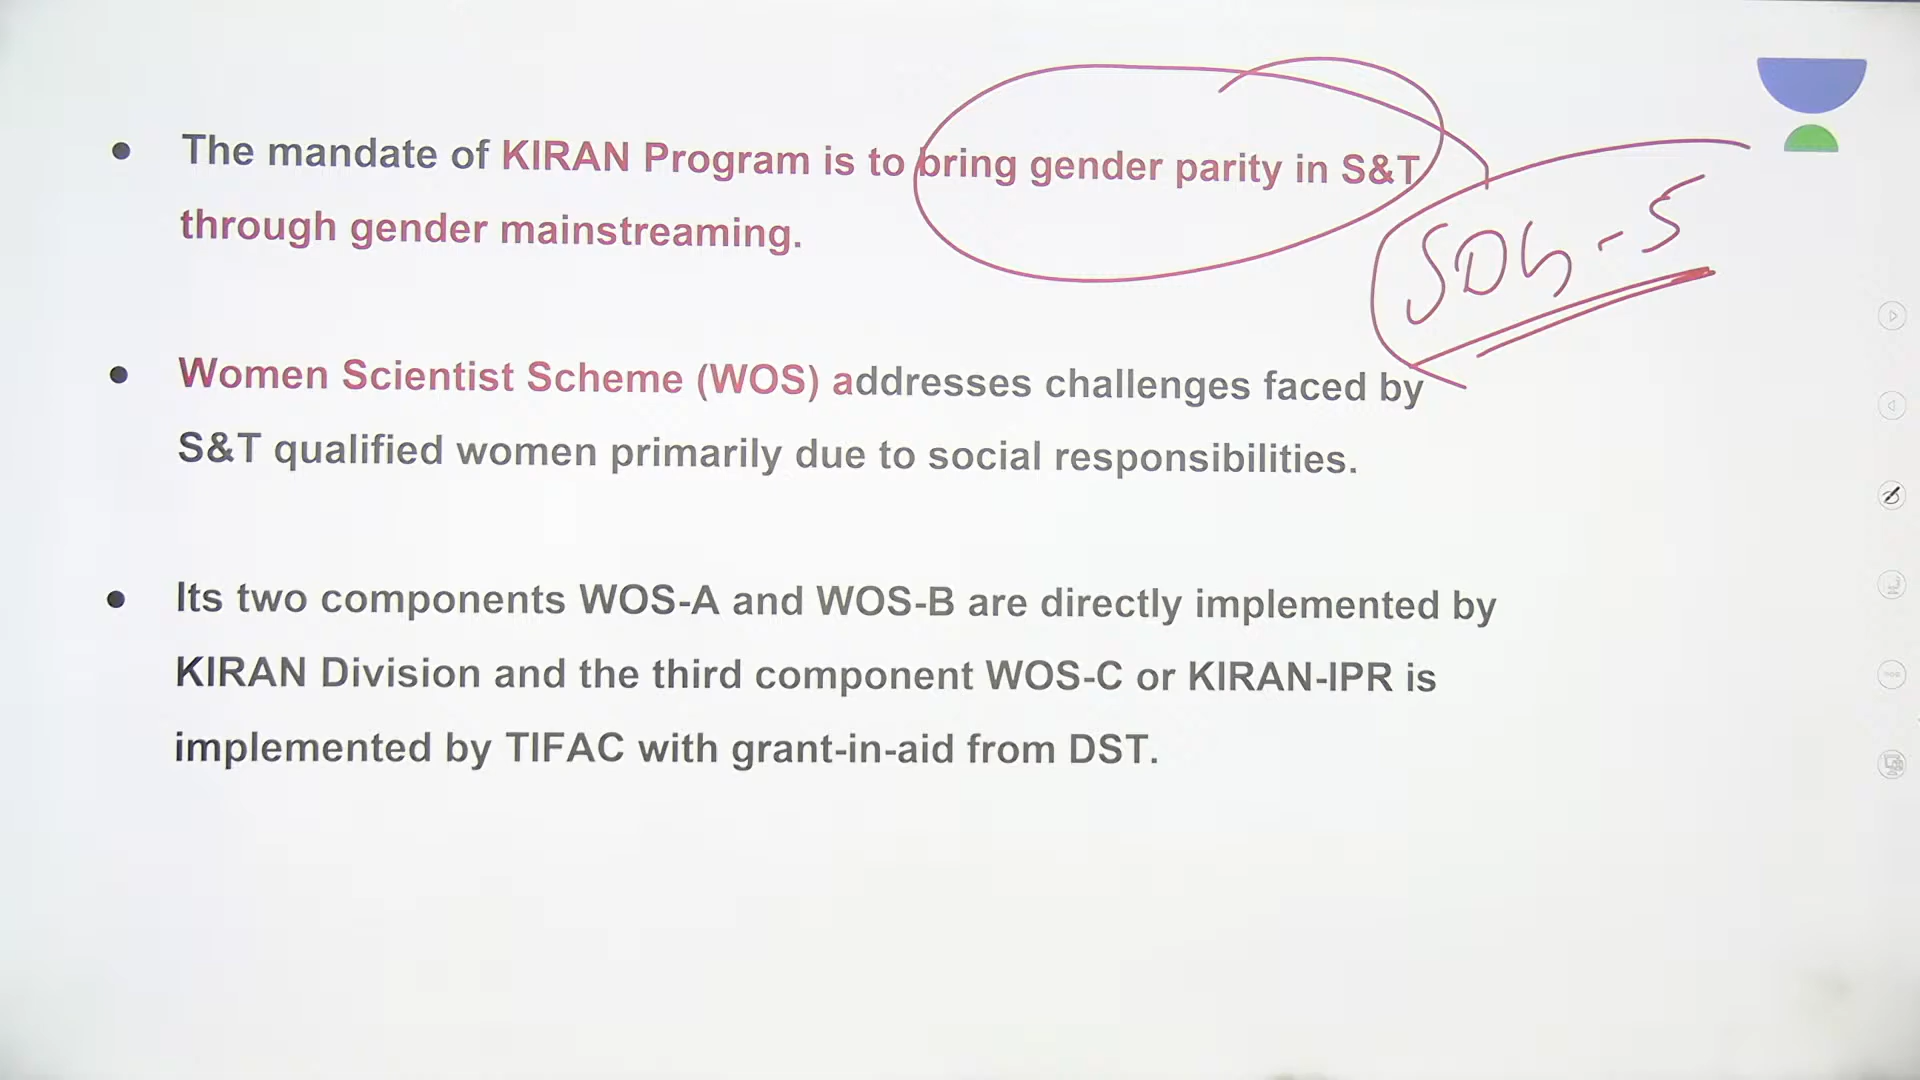 The mandate of KIRAN Program is to bring gender parity in S&T
through gender mainstreaming.
SDG-5
Women Scientist Scheme (WOS) addresses challenges faced by
S&T qualified women primarily due to social responsibilities.
Its two components WOS-A and WOS-B are directly implemented by
KIRAN Division and the third component WOS-C or KIRAN-IPR is
implemented by TIFAC with grant-in-aid from DST.